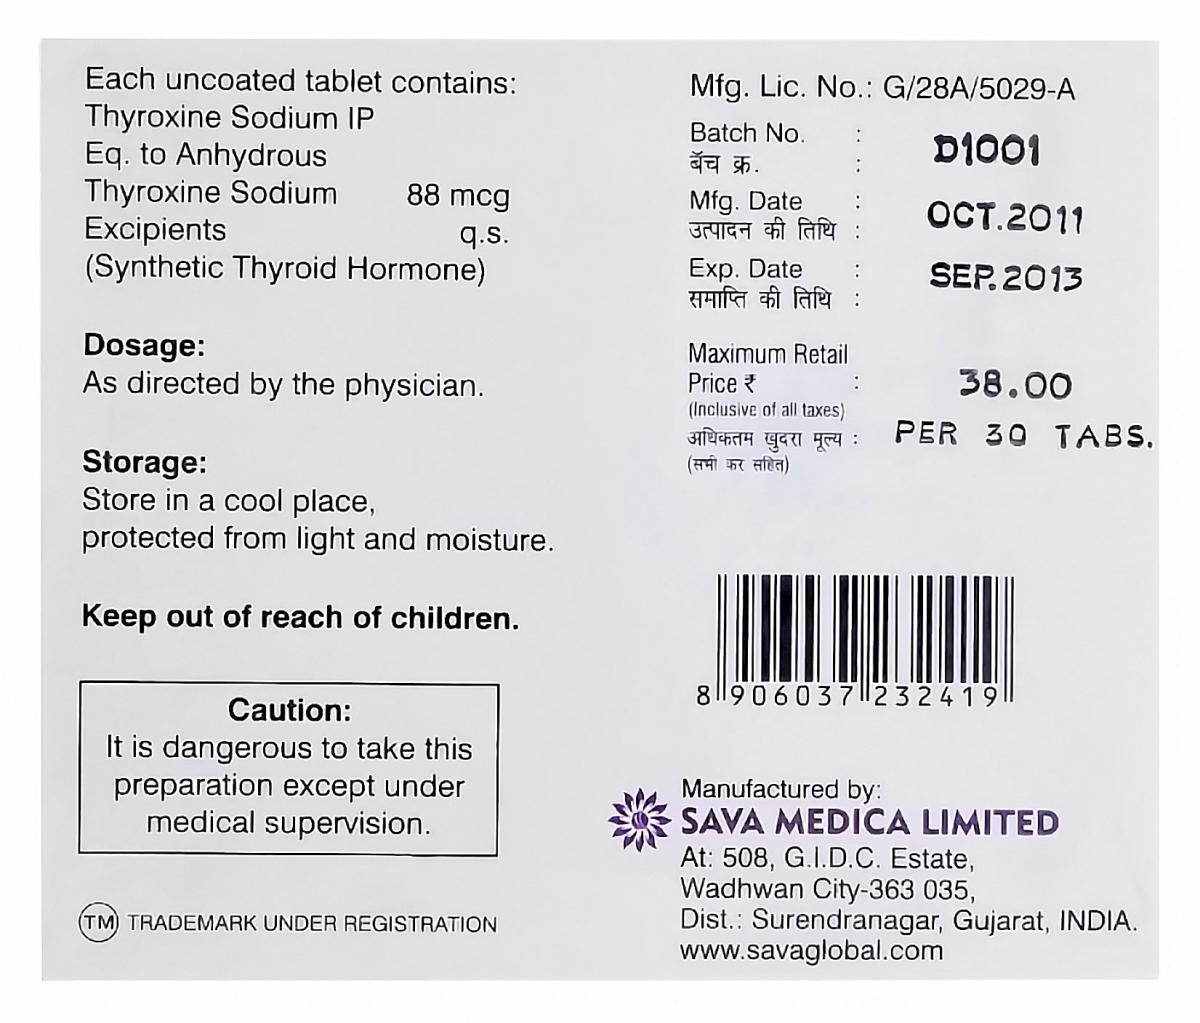 Each uncoated tablet contains:
Thyroxine Sodium IP
Eq. to Anhydrous
Thyroxine Sodium 88 mcg
Excipients q.s.
(Synthetic Thyroid Hormone)
Dosage:
As directed by the physician.
Storage:
Store in a cool place,
protected from light and moisture.
Keep out of reach of children.
Caution:
It is dangerous to take this
preparation except under
medical supervision.
TM TRADEMARK UNDER REGISTRATION
Mfg. Lic. No.: G/28A/5029-A
Batch No. : D1001
बॅच क्र. :
Mfg. Date : OCT.2011
उत्पादन की तिथि :
Exp. Date : SEP.2013
समाप्ति की तिथि :
Maximum Retail
Price ₹ : 38.00
(Inclusive of all taxes)
अधिकतम खुदरा मूल्य : PER 30 TABS.
(सभी कर सहित)
8 906037 232419
Manufactured by:
SAVA MEDICA LIMITED
At: 508, G.I.D.C. Estate,
Wadhwan City-363 035,
Dist.: Surendranagar, Gujarat, INDIA.
www.savaglobal.com